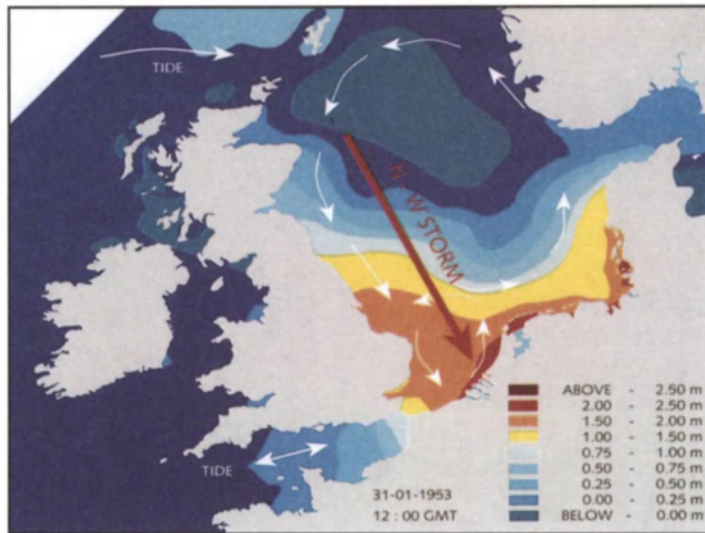 TIDE
N . W STORM
TIDE
31-01-1953
12 : 00 GMT
ABOVE - 2.50 m
2.00 - 2.50 m
1.50 - 2.00 m
1.00 - 1.50 m
0.75 - 1.00 m
0.50 - 0.75 m
0.25 - 0.50 m
0.00 - 0.25 m
BELOW - 0.00 m